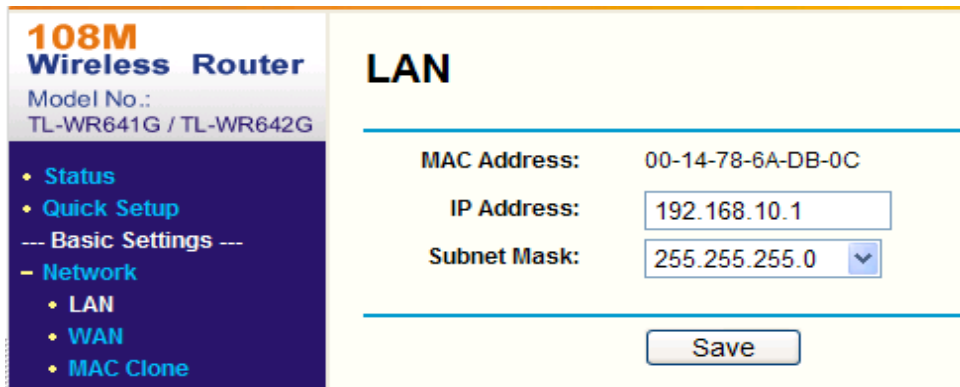 108M
Wireless Router
Model No.:
TL-WR641G / TL-WR642G
• Status
• Quick Setup
--- Basic Settings ---
– Network
• LAN
• WAN
• MAC Clone
LAN
MAC Address: 00-14-78-6A-DB-0C
IP Address: 192.168.10.1
Subnet Mask: 255.255.255.0
Save